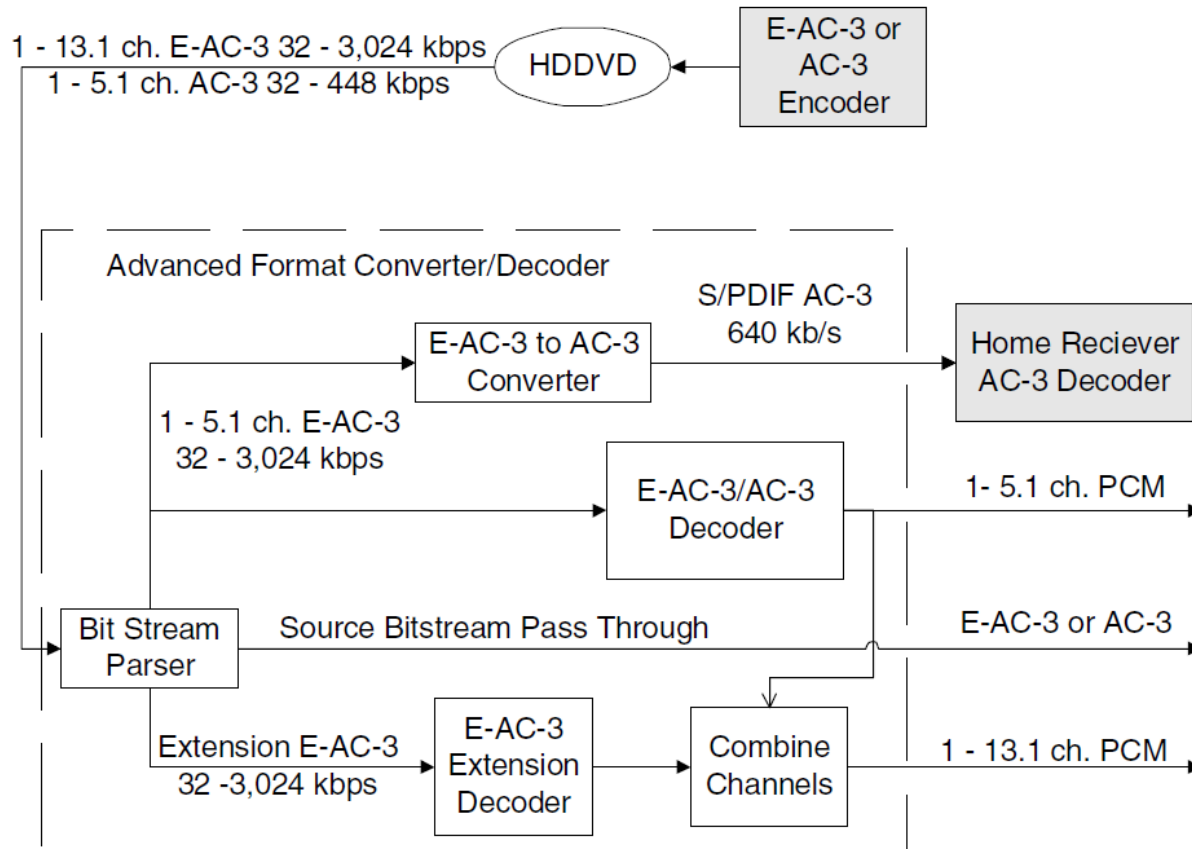 1 - 13.1 ch. E-AC-3 32 - 3,024 kbps
1 - 5.1 ch. AC-3 32 - 448 kbps
HDDVD
E-AC-3 or
AC-3
Encoder
Advanced Format Converter/Decoder
S/PDIF AC-3
640 kb/s
E-AC-3 to AC-3
Converter
Home Reciever
AC-3 Decoder
1 - 5.1 ch. E-AC-3
32 - 3,024 kbps
E-AC-3/AC-3
Decoder
1- 5.1 ch. PCM
Bit Stream
Parser
Source Bitstream Pass Through
E-AC-3 or AC-3
Extension E-AC-3
32 -3,024 kbps
E-AC-3
Extension
Decoder
Combine
Channels
1 - 13.1 ch. PCM